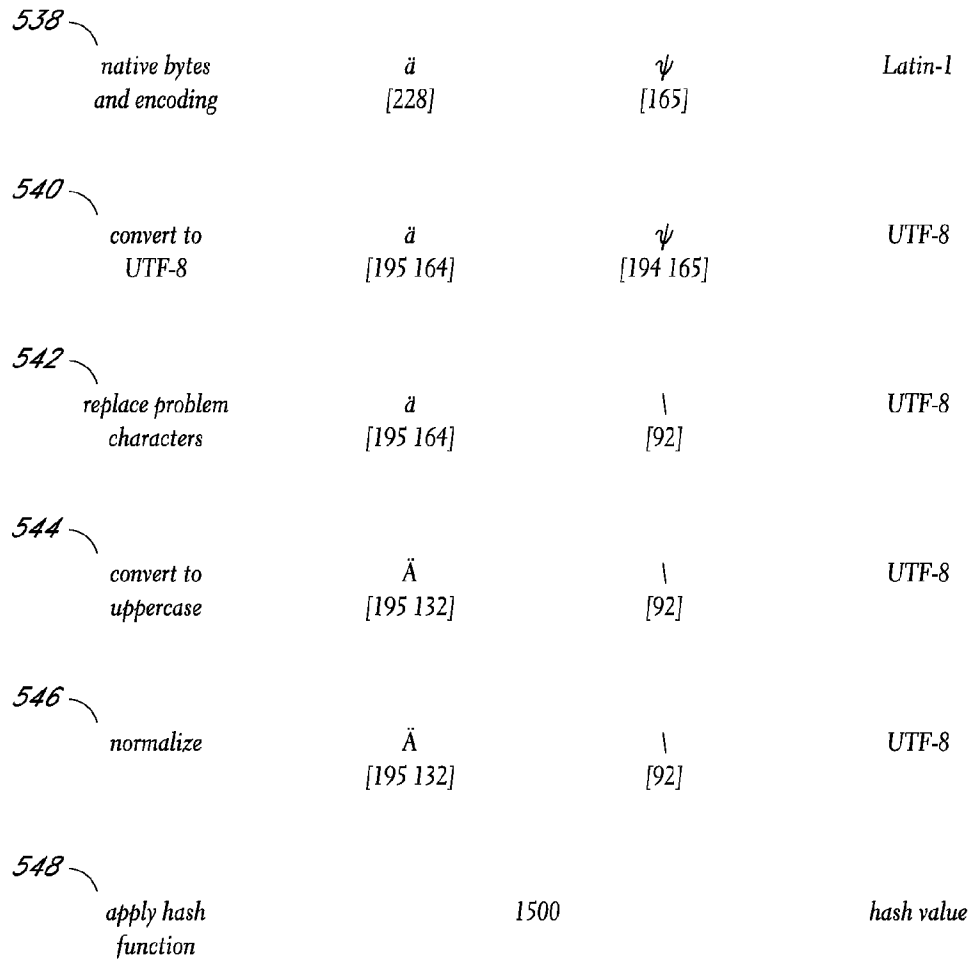 538
native bytes ä ψ Latin-1
and encoding [228] [165]
540
convert to ä ψ UTF-8
UTF-8 [195 164] [194 165]
542
replace problem ä \ UTF-8
characters [195 164] [92]
544
convert to Ä \ UTF-8
uppercase [195 132] [92]
546
normalize Ä \ UTF-8
[195 132] [92]
548
apply hash 1500 hash value
function